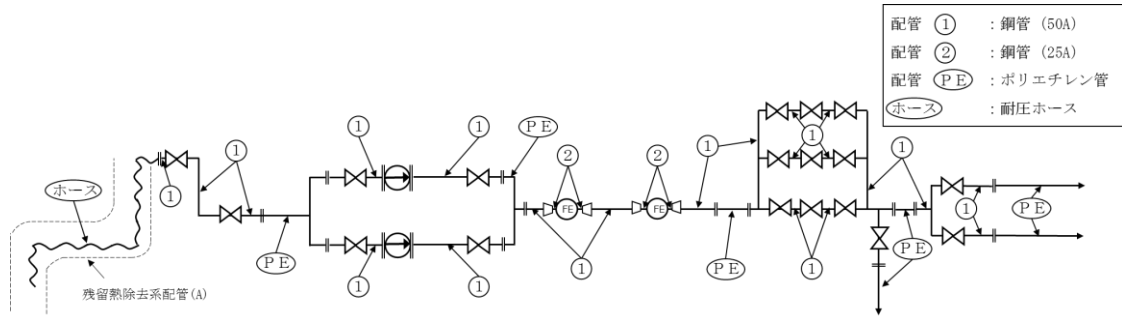 配管 ① ：鋼管 (50A)
配管 ② ：鋼管 (25A)
配管 ＰＥ ：ポリエチレン管
ホース ：耐圧ホース
①
①
ＰＥ
②
②
①
①
①
①
ホース
①
ＦＥ
ＦＥ
①
ＰＥ
ＰＥ
①
①
①
①
ＰＥ
①
ＰＥ
ＰＥ
残留熱除去系配管(A)